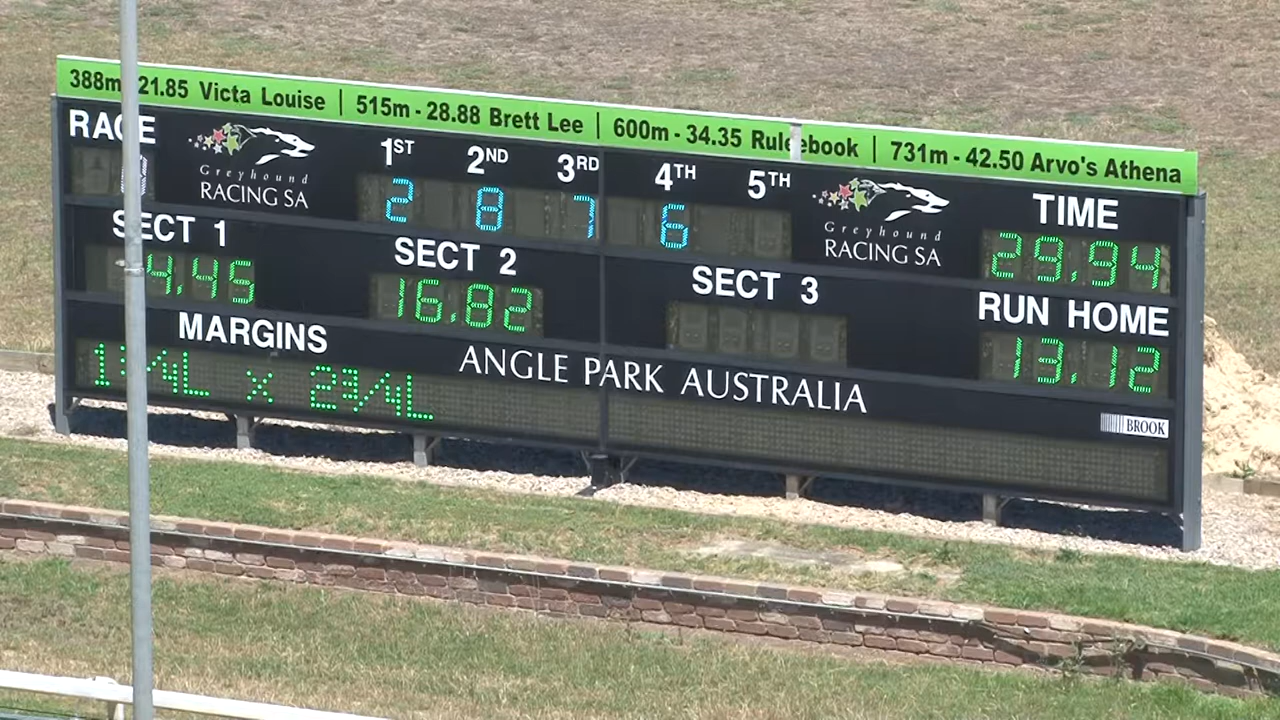 388m 21.85 Victa Louise | 515m - 28.88 Brett Lee | 600m - 34.35 Rulebook | 731m - 42.50 Arvo's Athena
RACE
Greyhound
RACING SA
1ST 2ND 3RD 4TH 5TH
2 8 7 6
Greyhound
RACING SA
TIME
29.94
SECT 1
4.45
SECT 2
16.82
SECT 3
RUN HOME
13.12
MARGINS
L x 2 3/4L
ANGLE PARK AUSTRALIA
BROOK